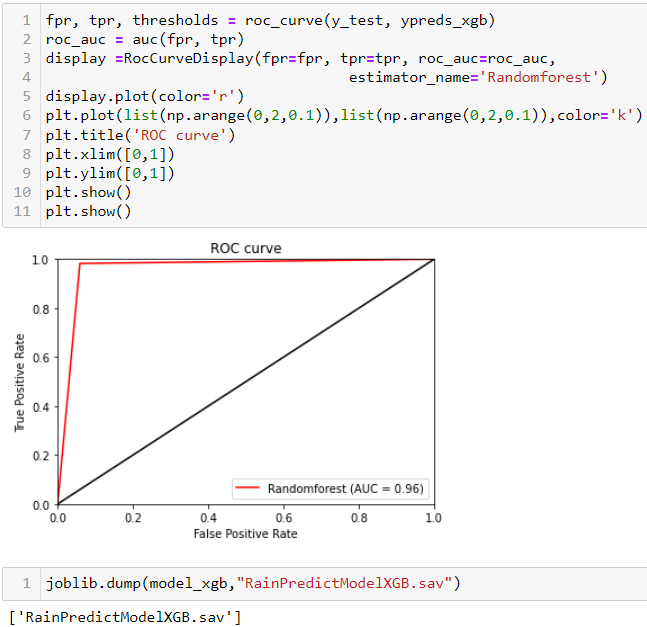 1 fpr, tpr, thresholds = roc_curve(y_test, ypreds_xgb)
2 roc_auc = auc(fpr, tpr)
3 display =RocCurveDisplay(fpr=fpr, tpr=tpr, roc_auc=roc_auc,
4 estimator_name='Randomforest')
5 display.plot(color='r')
6 plt.plot(list(np.arange(0,2,0.1)),list(np.arange(0,2,0.1)),color='k')
7 plt.title('ROC curve')
8 plt.xlim([0,1])
9 plt.ylim([0,1])
10 plt.show()
11 plt.show()
ROC curve
1.0
0.8
0.6
0.4
0.2
0.0
True Positive Rate
Randomforest (AUC = 0.96)
0.0 0.2 0.4 0.6 0.8 1.0
False Positive Rate
1 joblib.dump(model_xgb,"RainPredictModelXGB.sav")
['RainPredictModelXGB.sav']